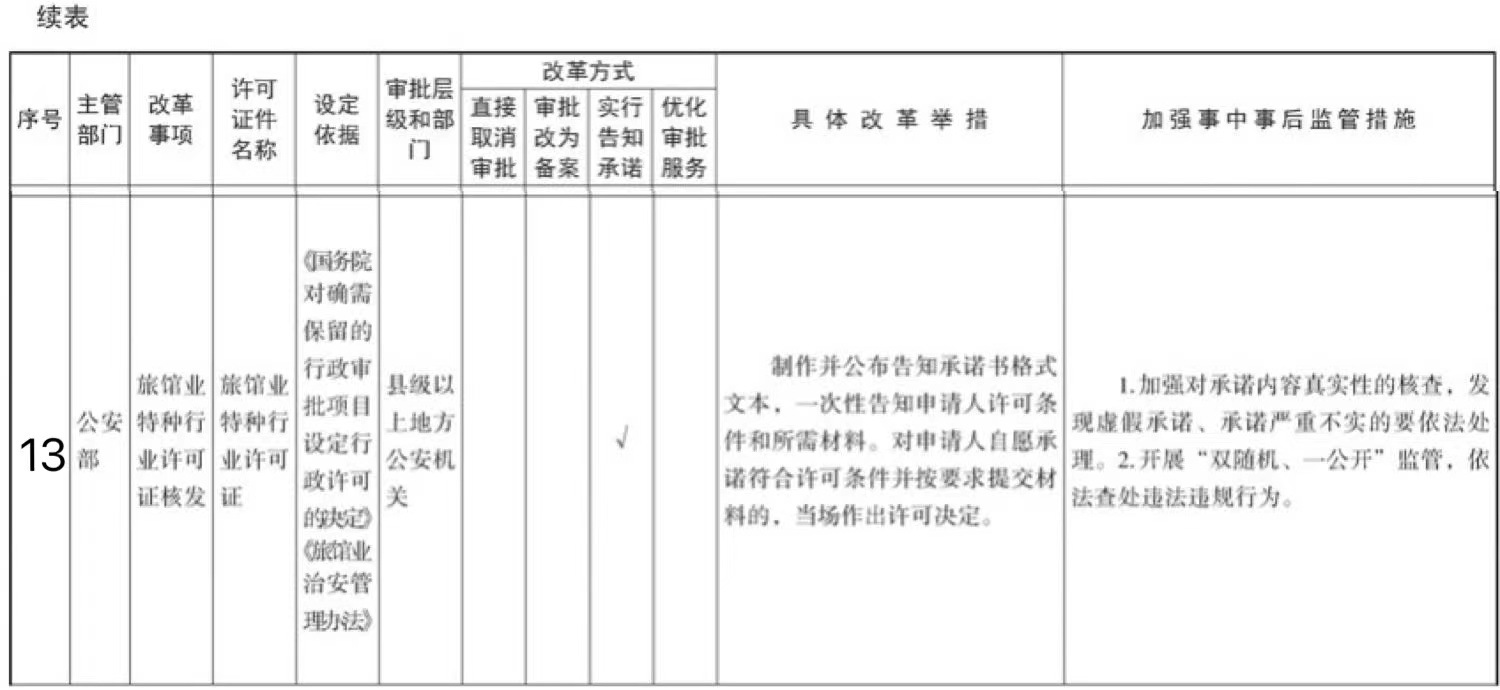 续表
序号
主管
部门
改革
事项
许可
证件
名称
设定
依据
审批层
级和部
门
改革方式
直接
取消
审批
审批
改为
备案
实行
告知
承诺
优化
审批
服务
具体改革举措
加强事中事后监管措施
13
公安
部
旅馆业
特种行
业许可
证核发
旅馆业
特种行
业许可
证
《国务院
对确需
保留的
行政审
批项目
设定行
政许可
的决定》
《旅馆业
治安管
理办法》
县级以
上地方
公安机
关
√
制作并公布告知承诺书格式
文本，一次性告知申请人许可条
件和所需材料。对申请人自愿承
诺符合许可条件并按要求提交材
料的，当场作出许可决定。
1.加强对承诺内容真实性的核查，发
现虚假承诺、承诺严重不实的要依法处
理。2.开展“双随机、一公开”监管，依
法查处违法违规行为。